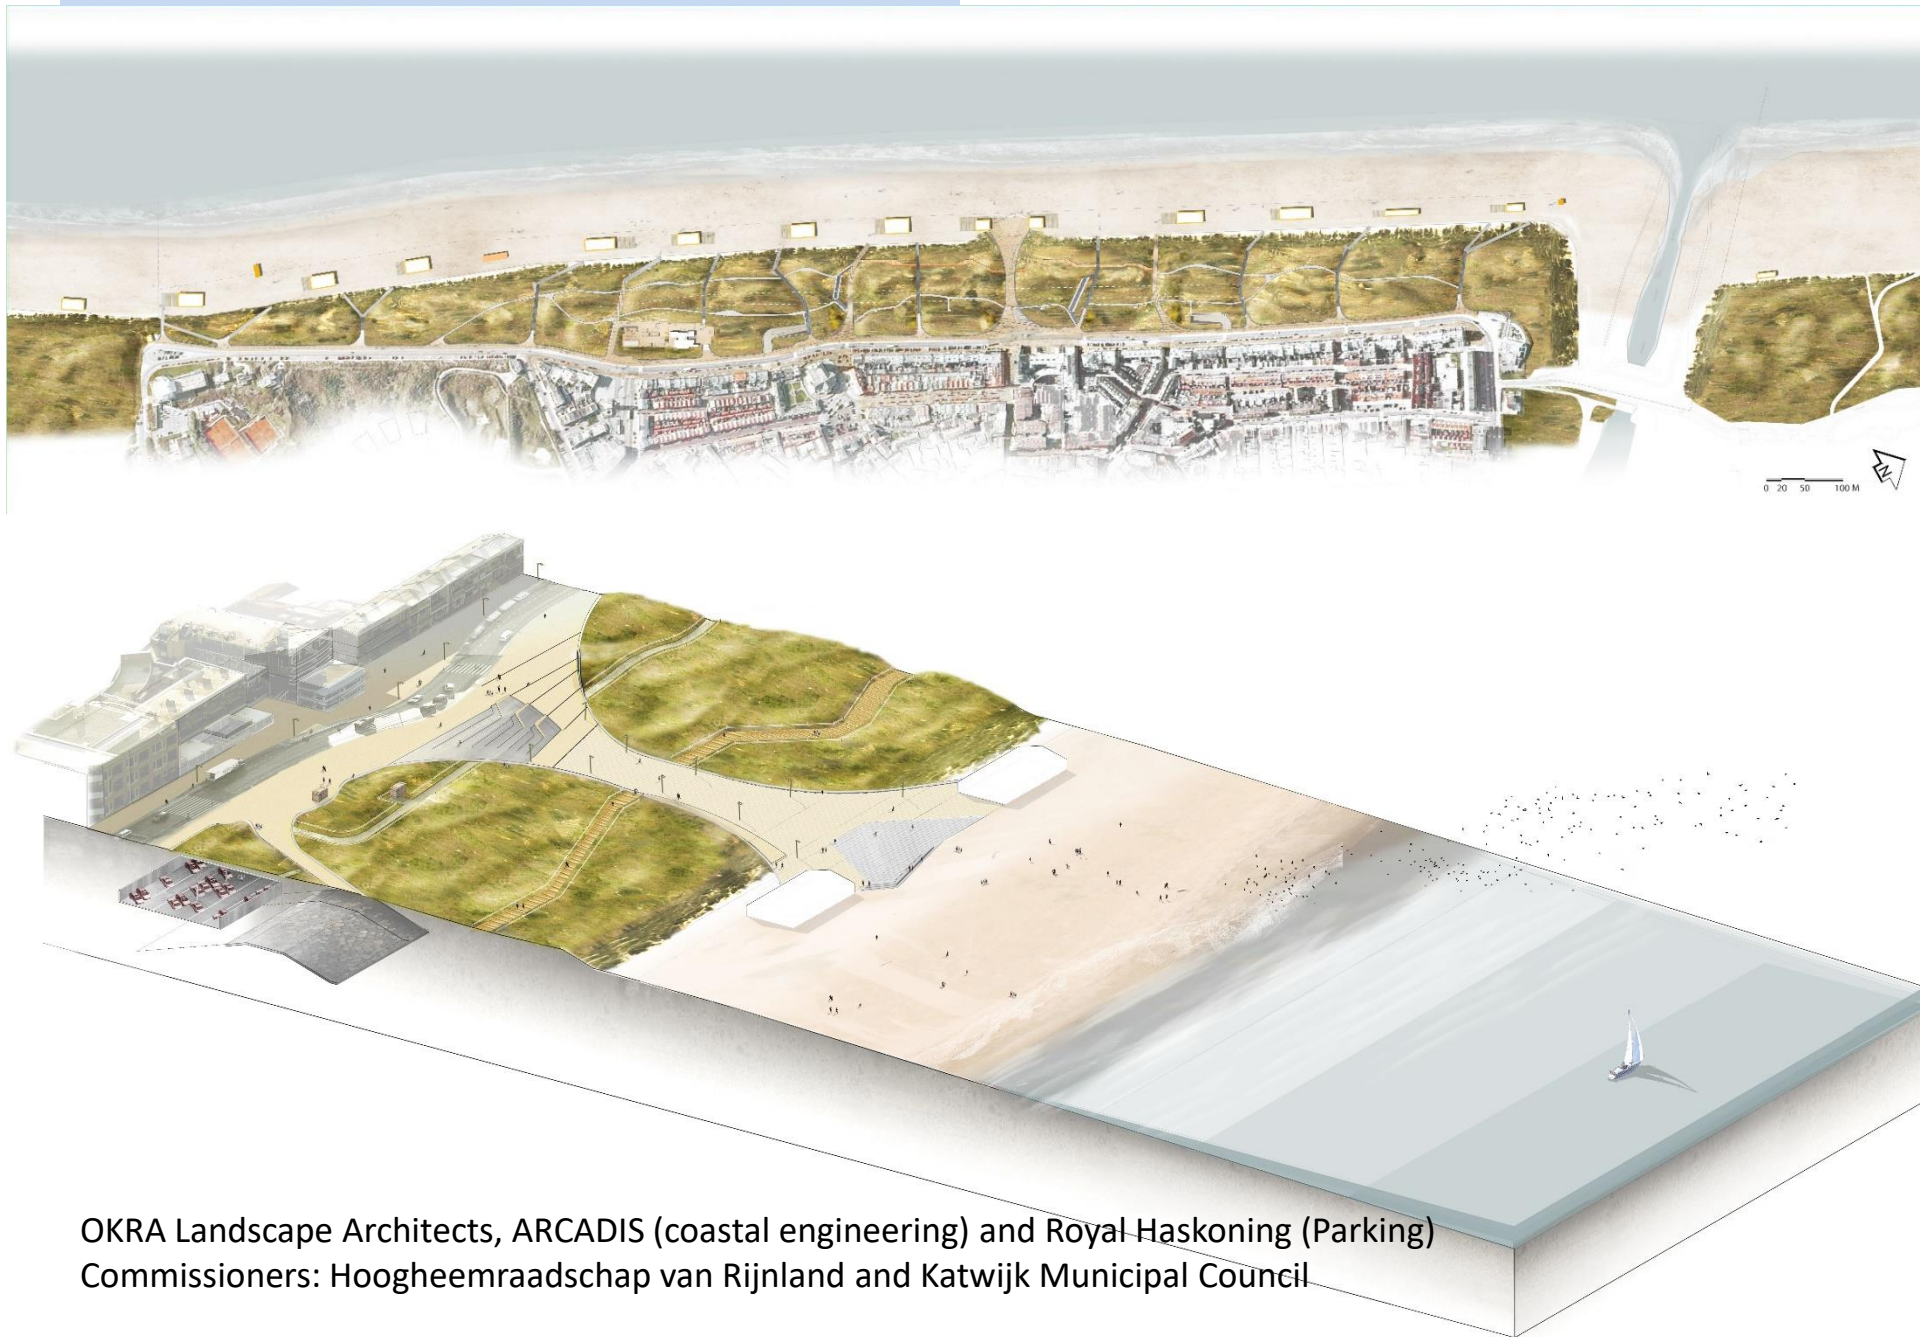 0 20 50 100 M
N
OKRA Landscape Architects, ARCADIS (coastal engineering) and Royal Haskoning (Parking)
Commissioners: Hoogheemraadschap van Rijnland and Katwijk Municipal Council